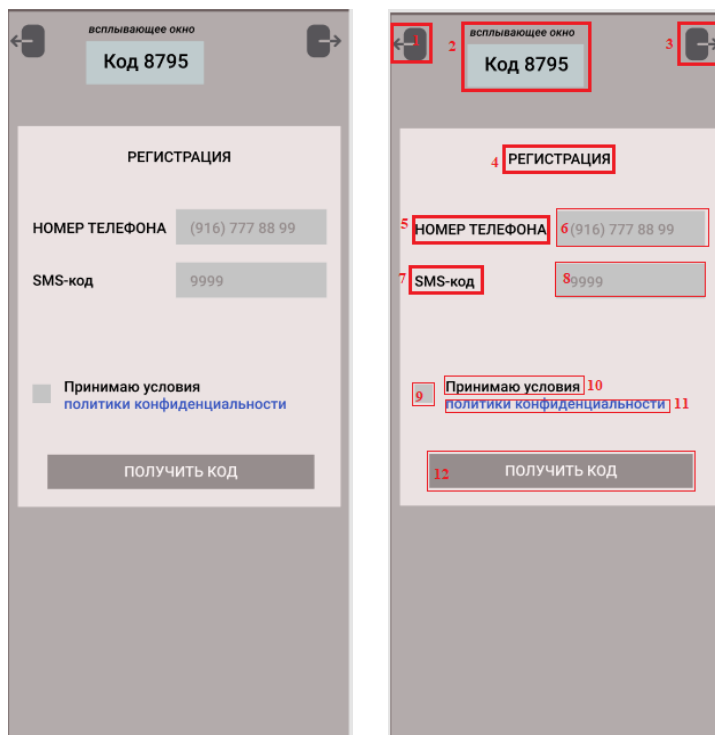 всплывающее окно
Код 8795
РЕГИСТРАЦИЯ
НОМЕР ТЕЛЕФОНА (916) 777 88 99
SMS-код 9999
Принимаю условия
политики конфиденциальности
ПОЛУЧИТЬ КОД
1
всплывающее окно
2 Код 8795 3
4 РЕГИСТРАЦИЯ
5 НОМЕР ТЕЛЕФОНА 6 (916) 777 88 99
7 SMS-код 8 9999
9 Принимаю условия 10
политики конфиденциальности 11
12 ПОЛУЧИТЬ КОД